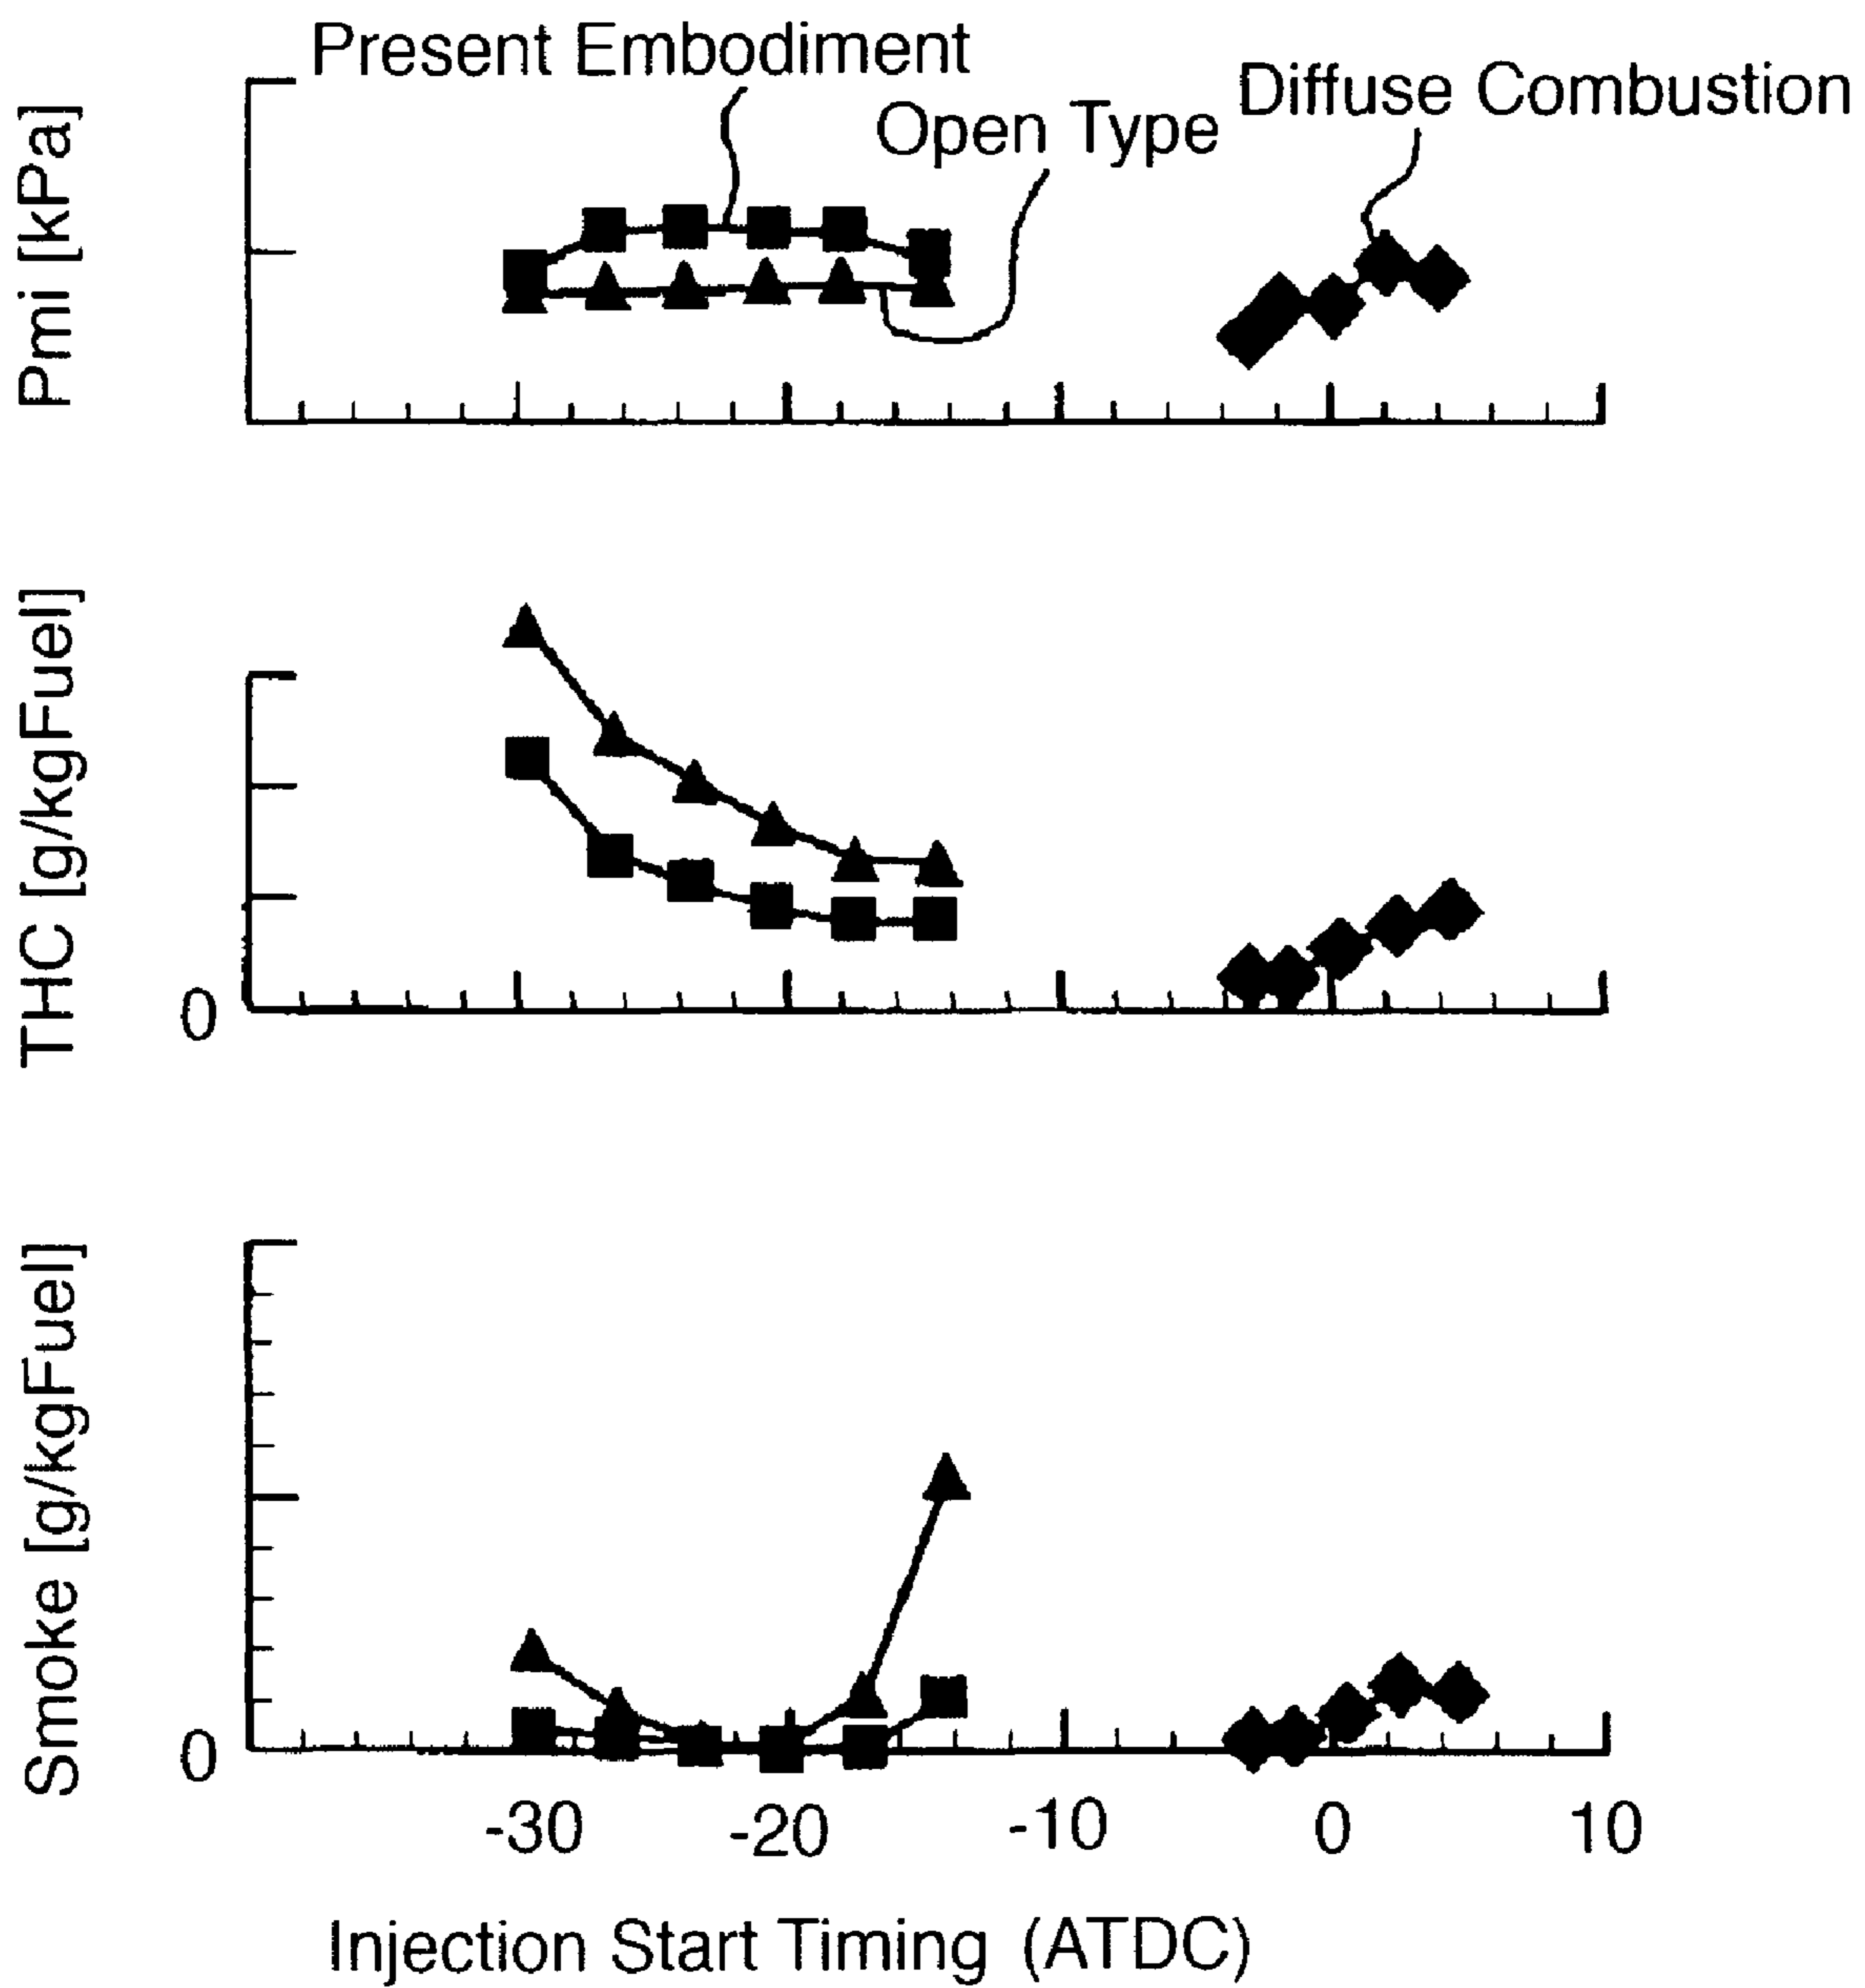 Present Embodiment
Open Type
Diffuse Combustion
Pmi [kPa]
THC [g/kgFuel]
0
Smoke [g/kgFuel]
0
-30 -20 -10 0 10
Injection Start Timing (ATDC)